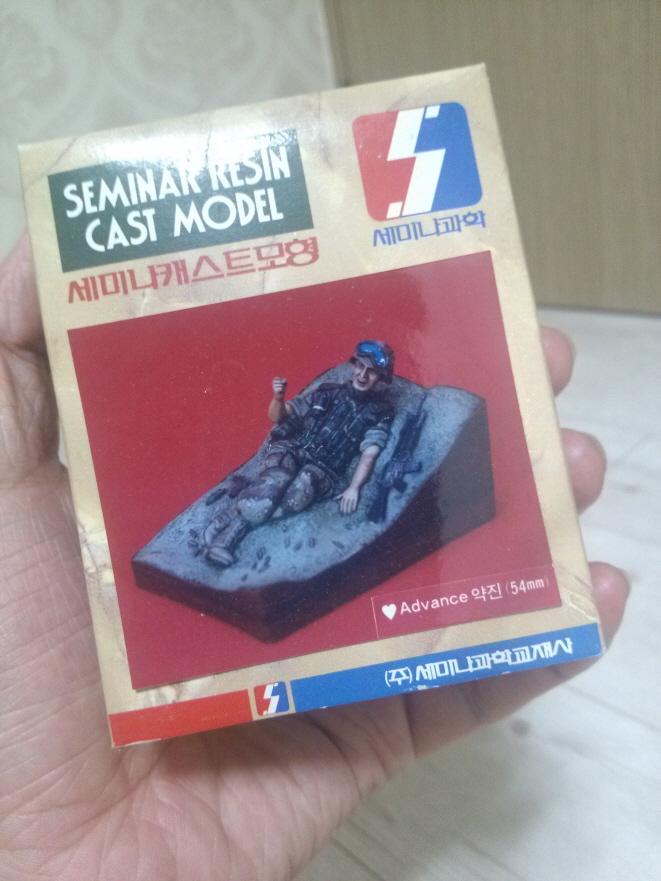 SEMINAR RESIN
CAST MODEL
세미나과학
세미나캐스트모형
♥Advance 약진 (54mm)
(주)세미나과학교재사